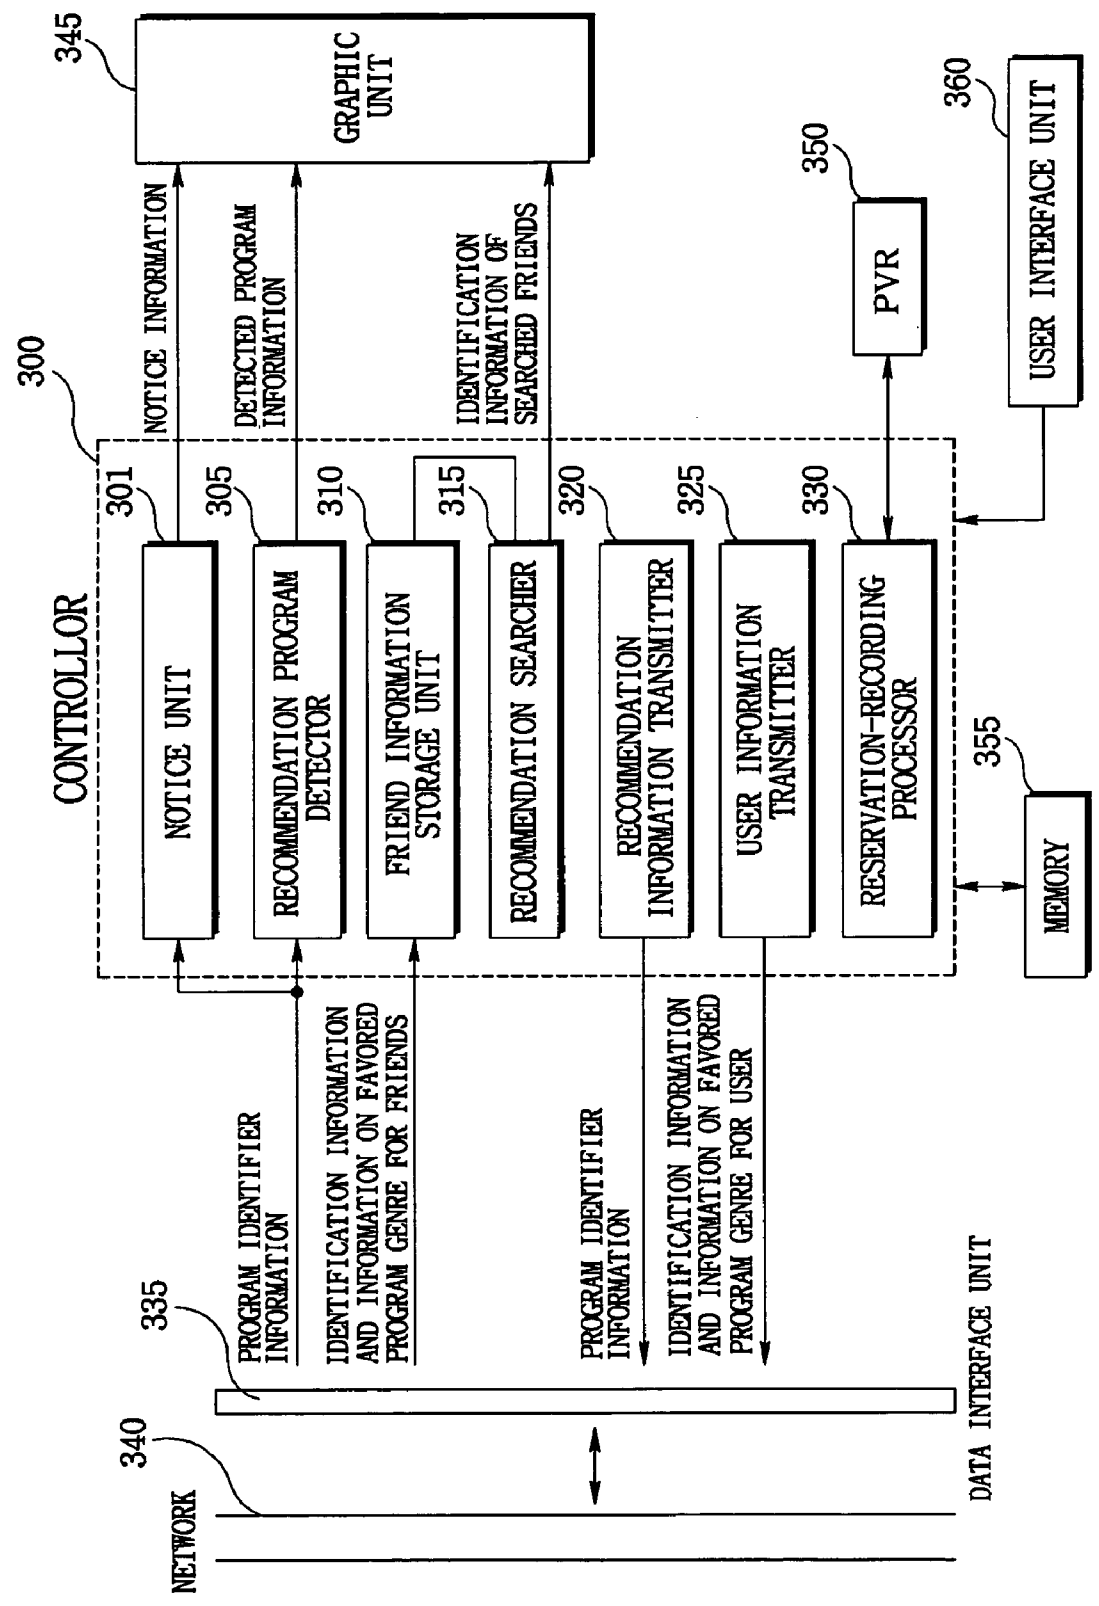 345
GRAPHIC
UNIT
NOTICE INFORMATION
DETECTED PROGRAM
INFORMATION
IDENTIFICATION
INFORMATION OF
SEARCHED FRIENDS
350
PVR
360
USER INTERFACE UNIT
300
CONTROLLOR
301
NOTICE UNIT
305
RECOMMENDATION PROGRAM
DETECTOR
310
FRIEND INFORMATION
STORAGE UNIT
315
RECOMMENDATION SEARCHER
320
RECOMMENDATION
INFORMATION TRANSMITTER
325
USER INFORMATION
TRANSMITTER
330
RESERVATION-RECORDING
PROCESSOR
355
MEMORY
PROGRAM IDENTIFIER
INFORMATION
IDENTIFICATION INFORMATION
AND INFORMATION ON FAVORED
PROGRAM GENRE FOR FRIENDS
PROGRAM IDENTIFIER
INFORMATION
IDENTIFICATION INFORMATION
AND INFORMATION ON FAVORED
PROGRAM GENRE FOR USER
335
DATA INTERFACE UNIT
340
NETWORK